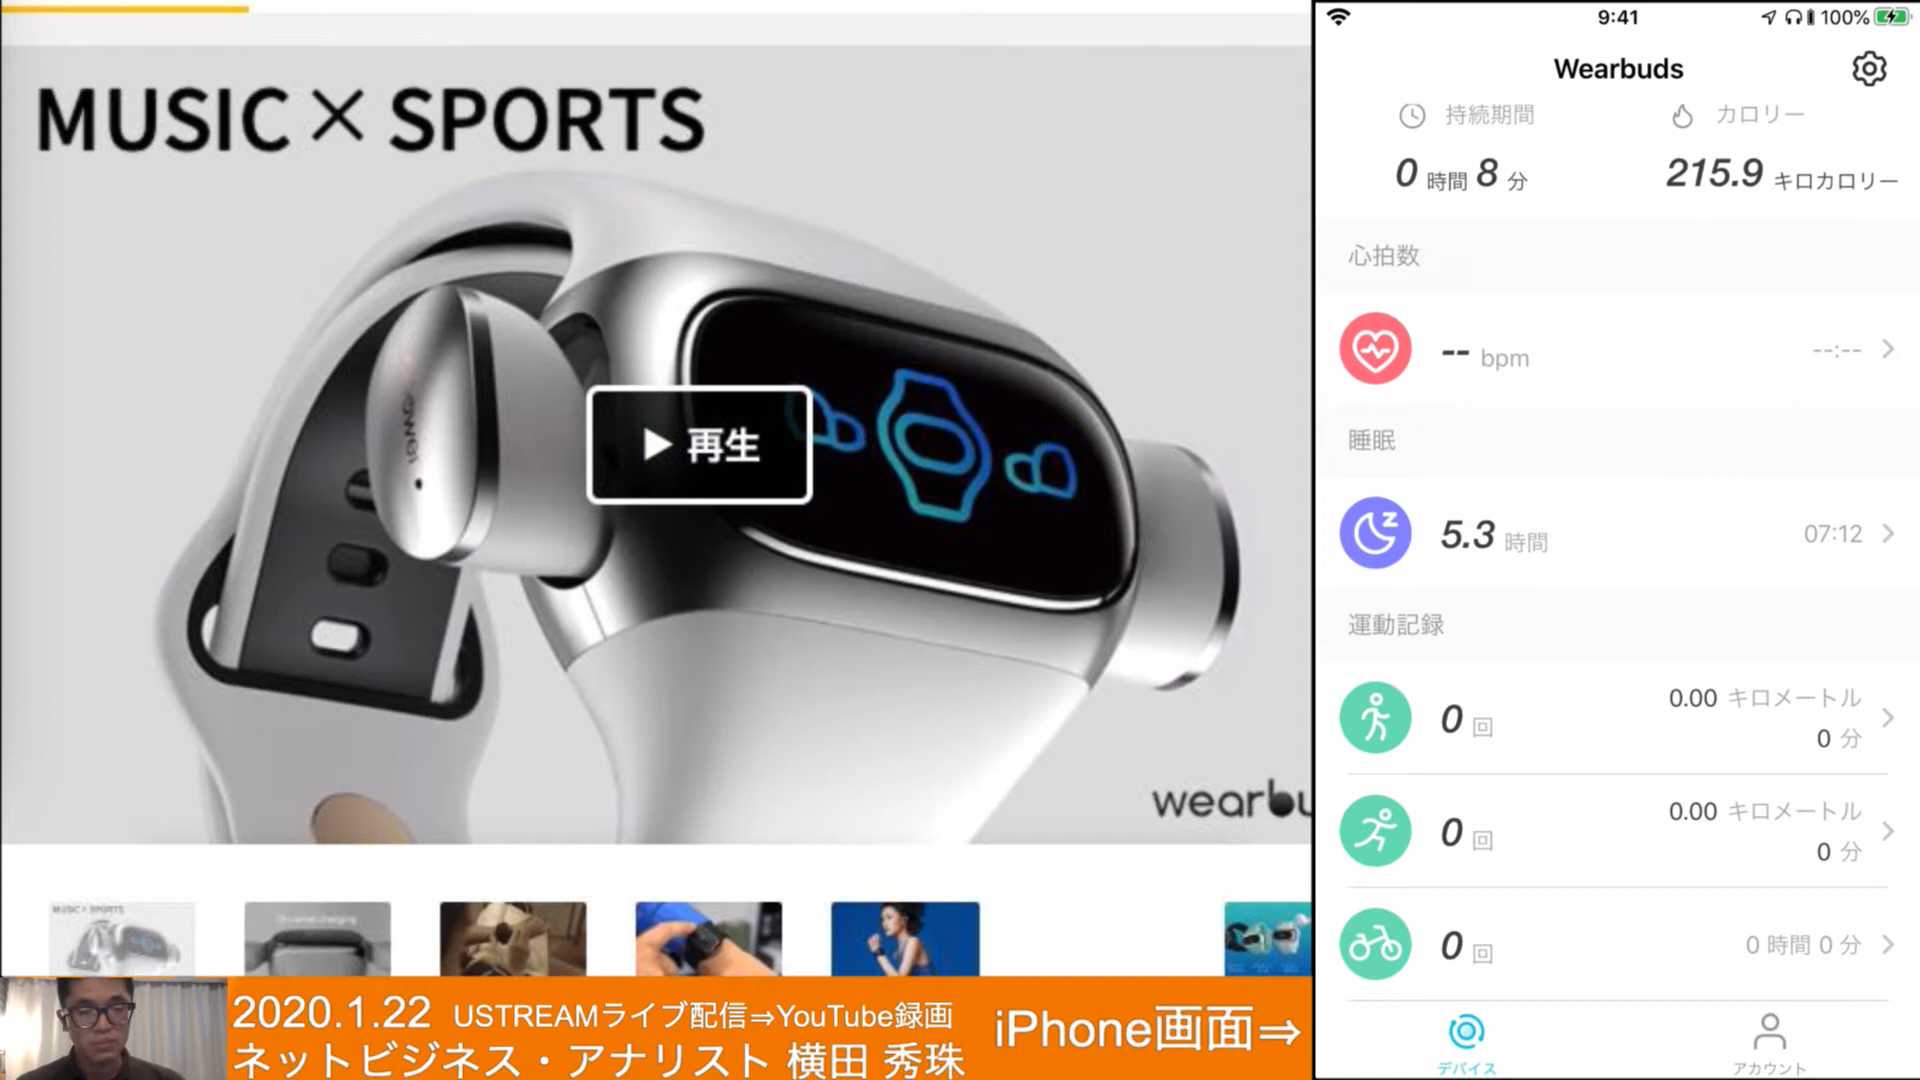 MUSIC × SPORTS
再生
wearbu
MUSIC × SPORTS
2020.1.22 USTREAMライブ配信⇒YouTube録画
ネットビジネス・アナリスト 横田 秀珠
iPhone画面⇒
9:41
100%
Wearbuds
持続期間
カロリー
0 時間 8 分
215.9 キロカロリー
心拍数
-- bpm
--:--
睡眠
5.3 時間
07:12
運動記録
0 回
0.00 キロメートル
0 分
0 回
0.00 キロメートル
0 分
0 回
0 時間 0 分
デバイス
アカウント